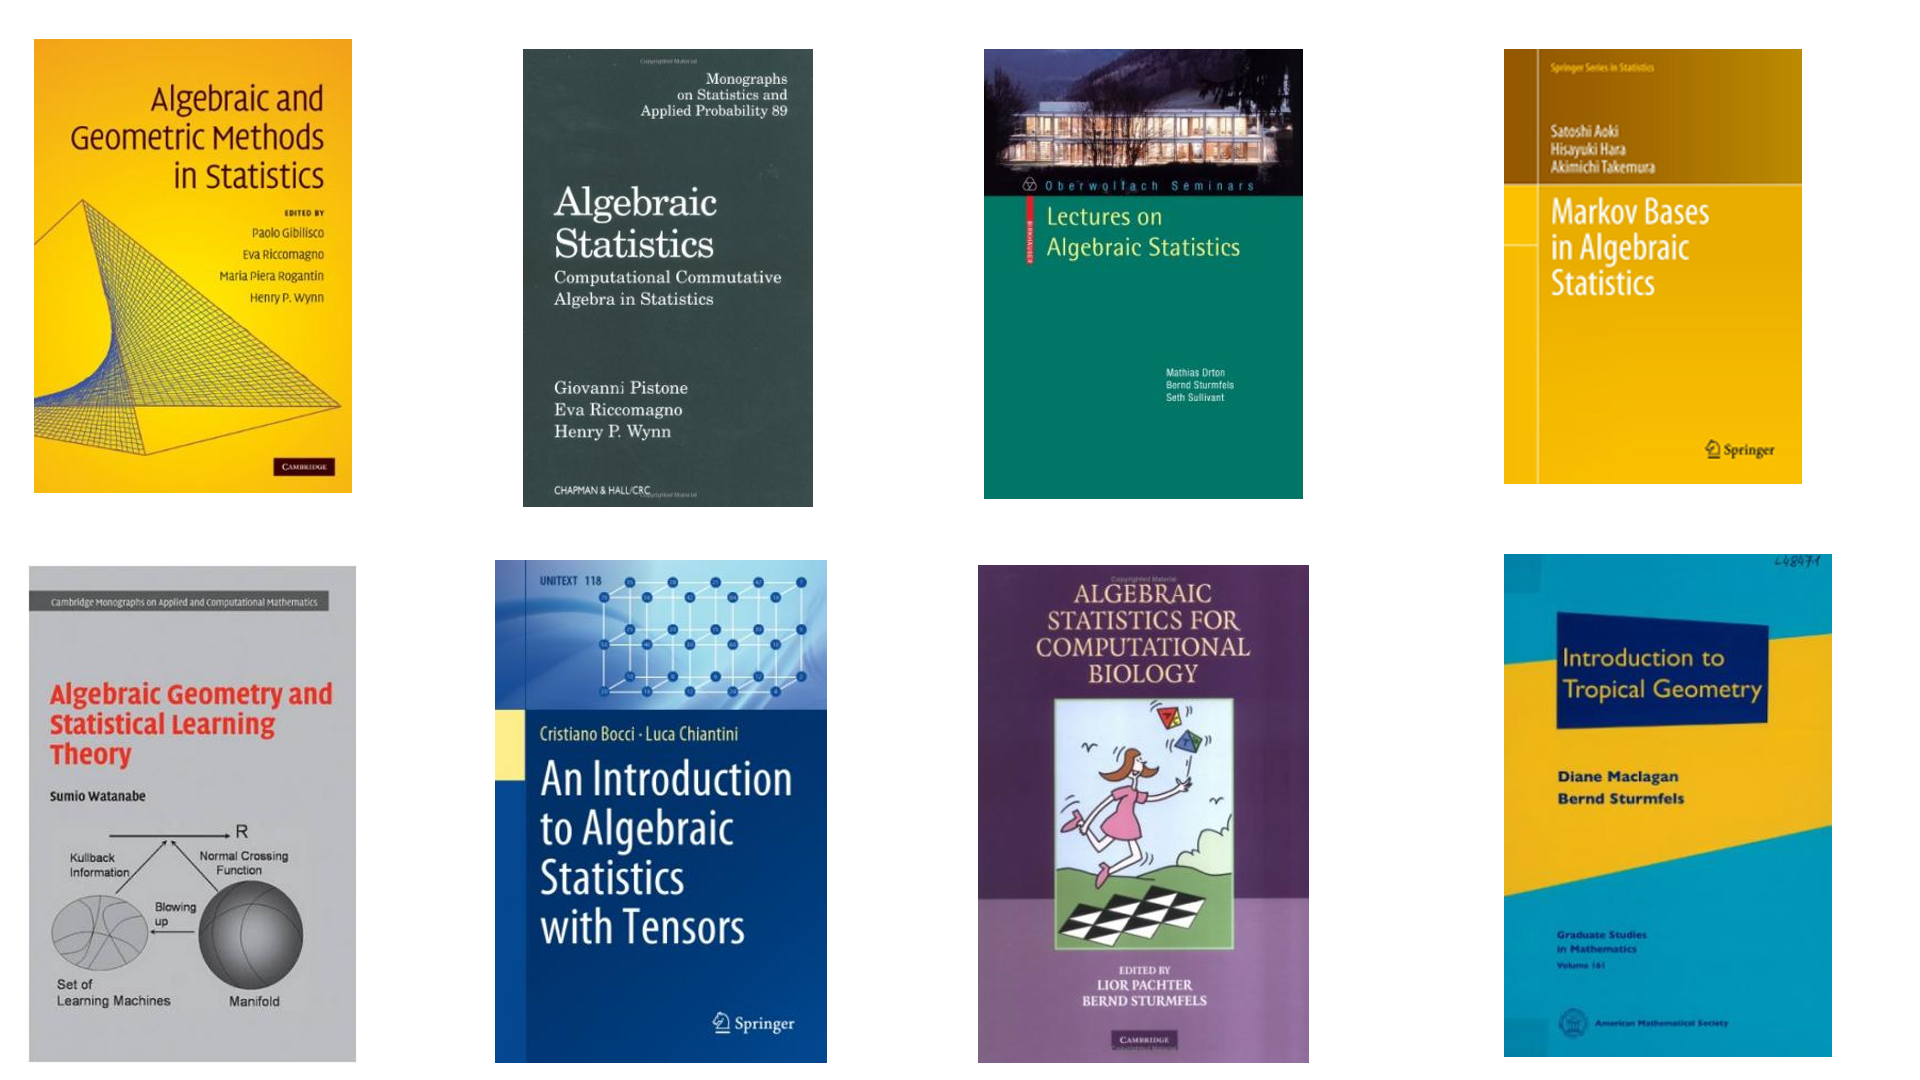 Algebraic and
Geometric Methods
in Statistics
EDITED BY
Paolo Gibilisco
Eva Riccomagno
Maria Piera Rogantin
Henry P. Wynn
CAMBRIDGE
Copyrighted Material
Monographs
on Statistics and
Applied Probability 89
Algebraic
Statistics
Computational Commutative
Algebra in Statistics
Giovanni Pistone
Eva Riccomagno
Henry P. Wynn
CHAPMAN & HALL/CRC
Copyrighted Material
Oberwolfach Seminars
BIRKHÄUSER
Lectures on
Algebraic Statistics
Mathias Drton
Bernd Sturmfels
Seth Sullivant
Springer Series in Statistics
Satoshi Aoki
Hisayuki Hara
Akimichi Takemura
Markov Bases
in Algebraic
Statistics
Springer
Cambridge Monographs on Applied and Computational Mathematics
Algebraic Geometry and
Statistical Learning
Theory
Sumio Watanabe
R
Kullback
Information
Normal Crossing
Function
Blowing
up
Set of
Learning Machines
Manifold
UNITEXT 118
Cristiano Bocci · Luca Chiantini
An Introduction
to Algebraic
Statistics
with Tensors
Springer
Copyrighted Material
ALGEBRAIC
STATISTICS FOR
COMPUTATIONAL
BIOLOGY
EDITED BY
LIOR PACHTER
BERND STURMFELS
CAMBRIDGE
Introduction to
Tropical Geometry
Diane Maclagan
Bernd Sturmfels
Graduate Studies
in Mathematics
Volume 161
American Mathematical Society